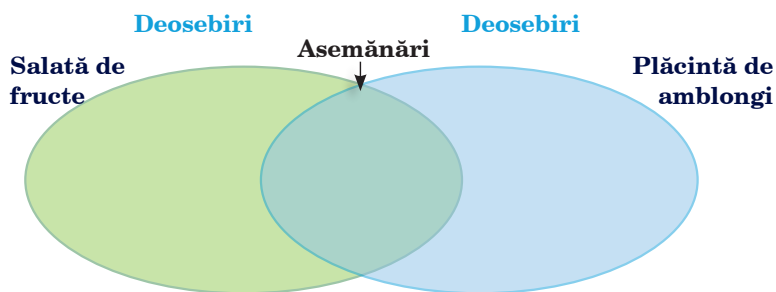 Deosebiri
Deosebiri
Asemănări
Salată de
fructe
Plăcintă de
amblongi